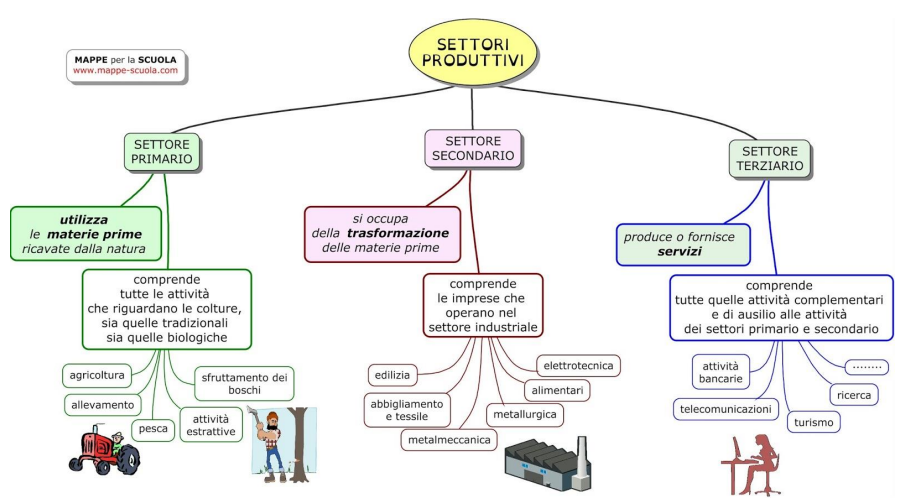 SETTORI
PRODUTTIVI
MAPPE per la SCUOLA
www.mappe-scuola.com
SETTORE
PRIMARIO
utilizza
le materie prime
ricavate dalla natura
comprende
tutte le attività
che riguardano le colture,
sia quelle tradizionali
sia quelle biologiche
agricoltura
allevamento
pesca
attività
estrattive
sfruttamento dei
boschi
SETTORE
SECONDARIO
si occupa
della trasformazione
delle materie prime
comprende
le imprese che
operano nel
settore industriale
edilizia
abbigliamento
e tessile
metalmeccanica
metallurgica
alimentari
elettrotecnica
SETTORE
TERZIARIO
produce o fornisce
servizi
comprende
tutte quelle attività complementari
e di ausilio alle attività
dei settori primario e secondario
attività
bancarie
telecomunicazioni
turismo
ricerca
........